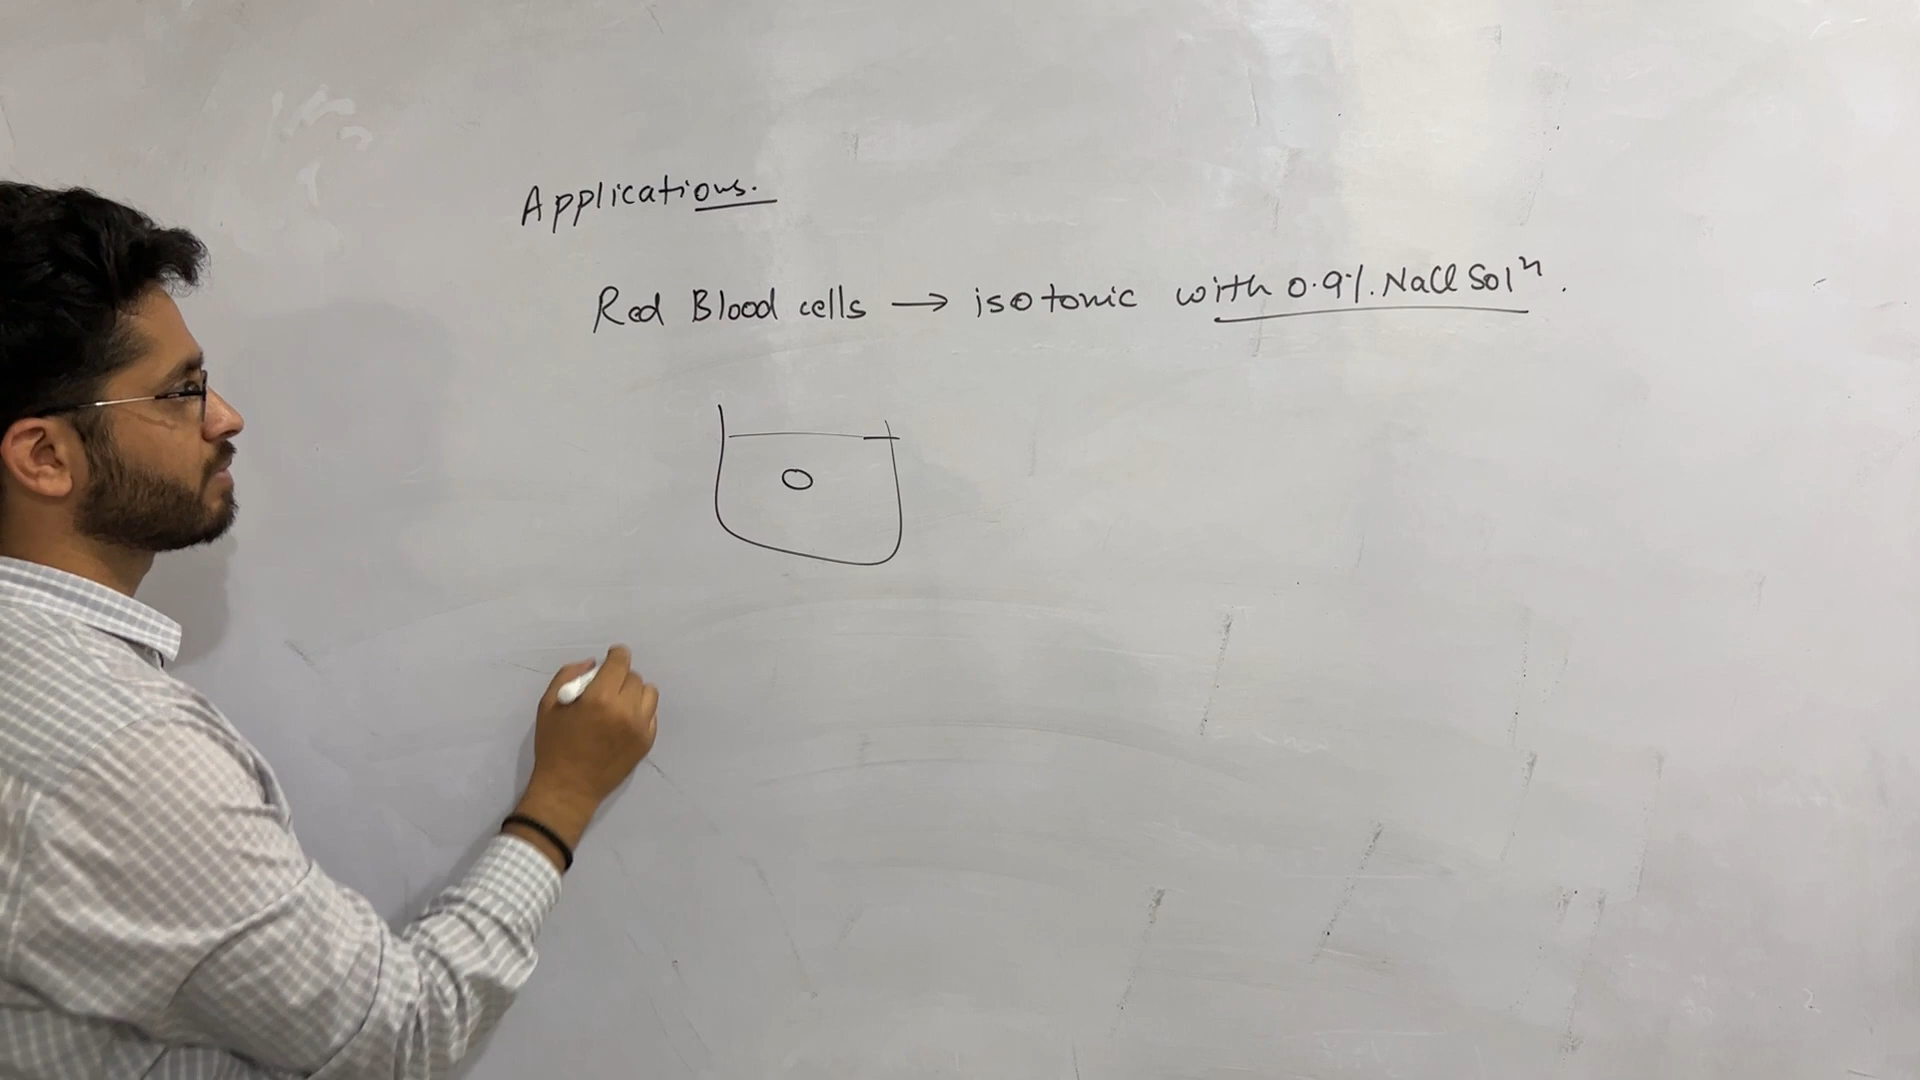 Applications.
Red Blood cells → isotonic with 0.9%. NaCl Solⁿ.